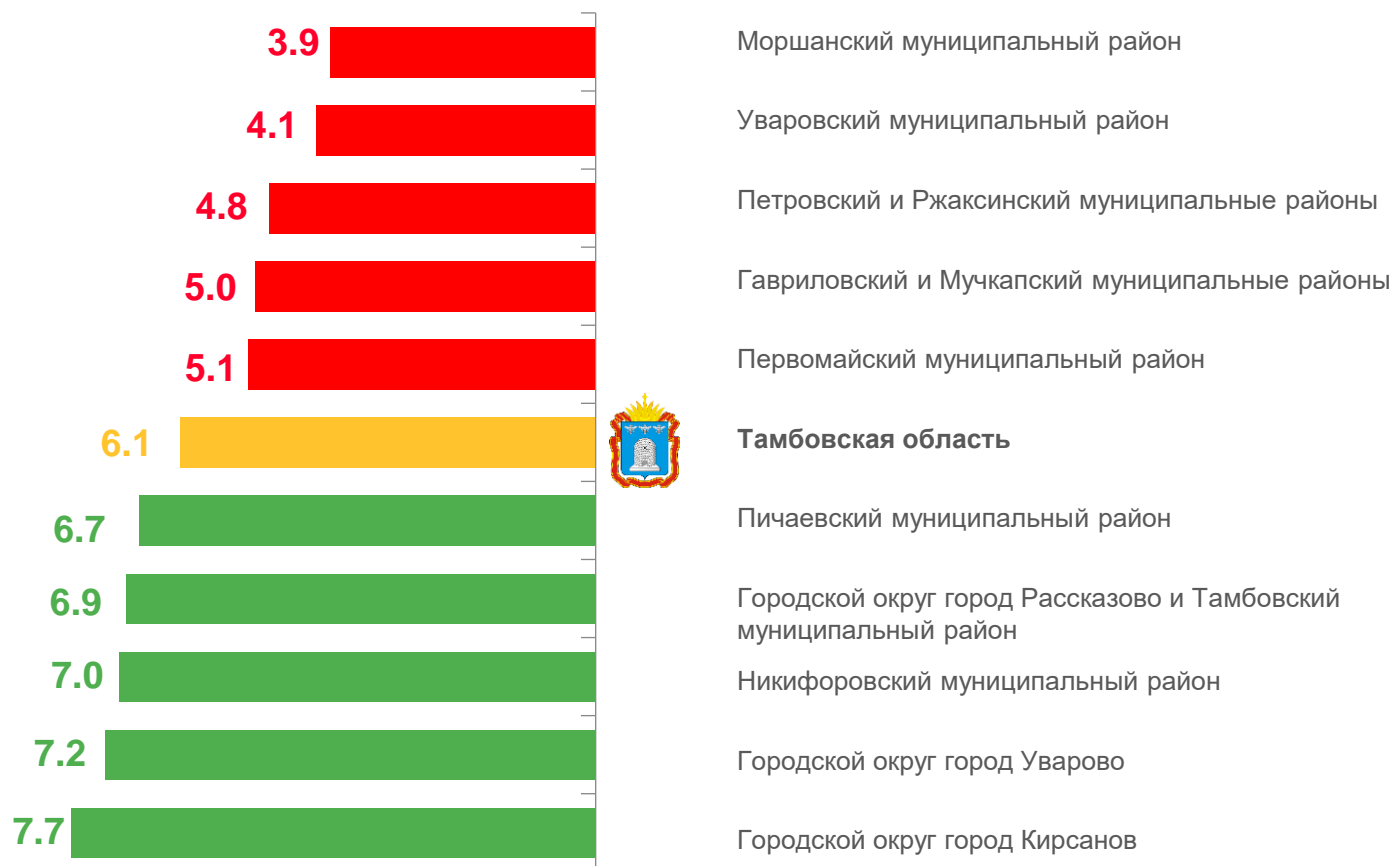 3.9 Моршанский муниципальный район
4.1 Уваровский муниципальный район
4.8 Петровский и Ржаксинский муниципальные районы
5.0 Гавриловский и Мучкапский муниципальные районы
5.1 Первомайский муниципальный район
6.1 Тамбовская область
6.7 Пичаевский муниципальный район
6.9 Городской округ город Рассказово и Тамбовский
муниципальный район
7.0 Никифоровский муниципальный район
7.2 Городской округ город Уварово
7.7 Городской округ город Кирсанов